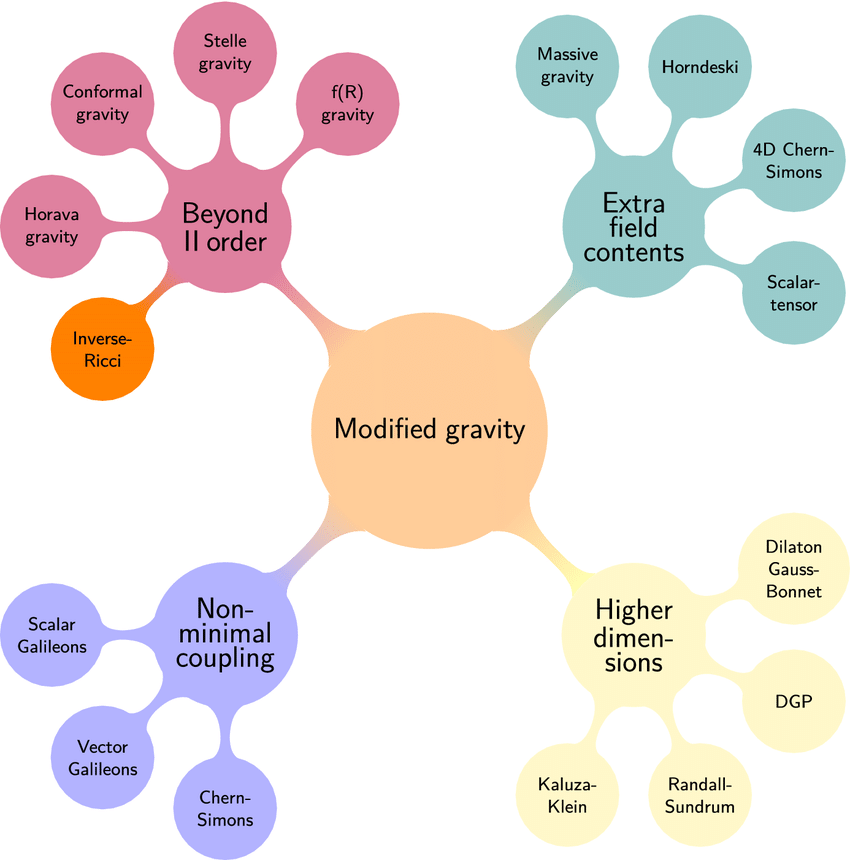 Stelle
gravity
Conformal
gravity
f(R)
gravity
Horava
gravity
Beyond
II order
Inverse-
Ricci
Massive
gravity
Horndeski
4D Chern-
Simons
Extra
field
contents
Scalar-
tensor
Modified gravity
Non-
minimal
coupling
Scalar
Galileons
Vector
Galileons
Chern-
Simons
Higher
dimen-
sions
Dilaton
Gauss-
Bonnet
DGP
Kaluza-
Klein
Randall-
Sundrum